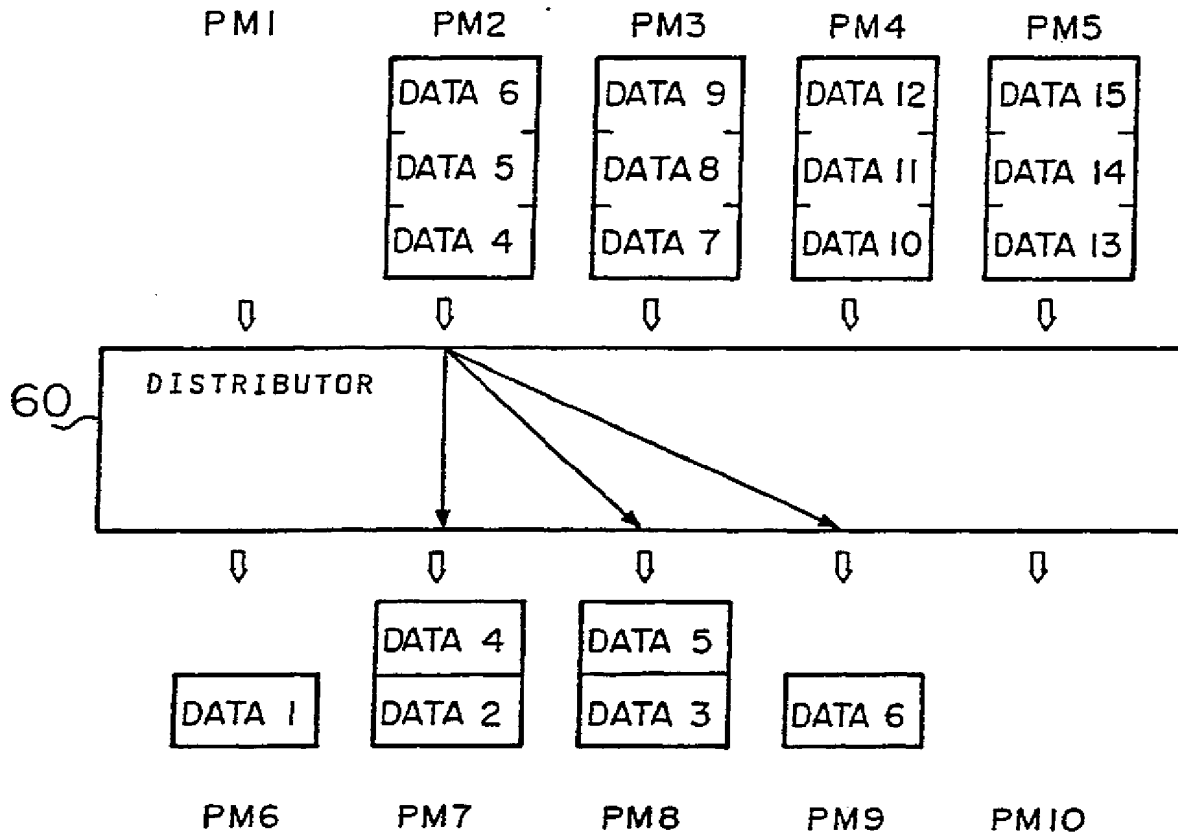 PM1 PM2 PM3 PM4 PM5
DATA 6 DATA 9 DATA 12 DATA 15
DATA 5 DATA 8 DATA 11 DATA 14
DATA 4 DATA 7 DATA 10 DATA 13
DISTRIBUTOR
60
DATA 4 DATA 5
DATA 1 DATA 2 DATA 3 DATA 6
PM6 PM7 PM8 PM9 PM10